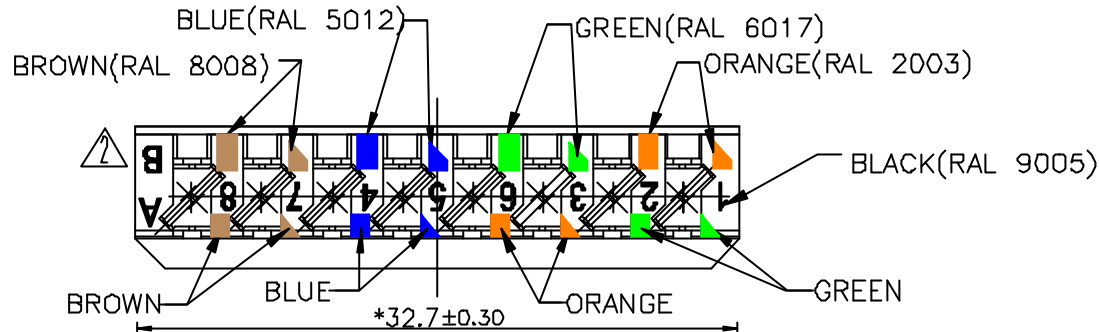 BLUE(RAL 5012)
GREEN(RAL 6017)
BROWN(RAL 8008)
ORANGE(RAL 2003)
2
B
BLACK(RAL 9005)
A 8 7 4 5 6 3 2 1
BROWN
BLUE
ORANGE
GREEN
*32.7±0.30